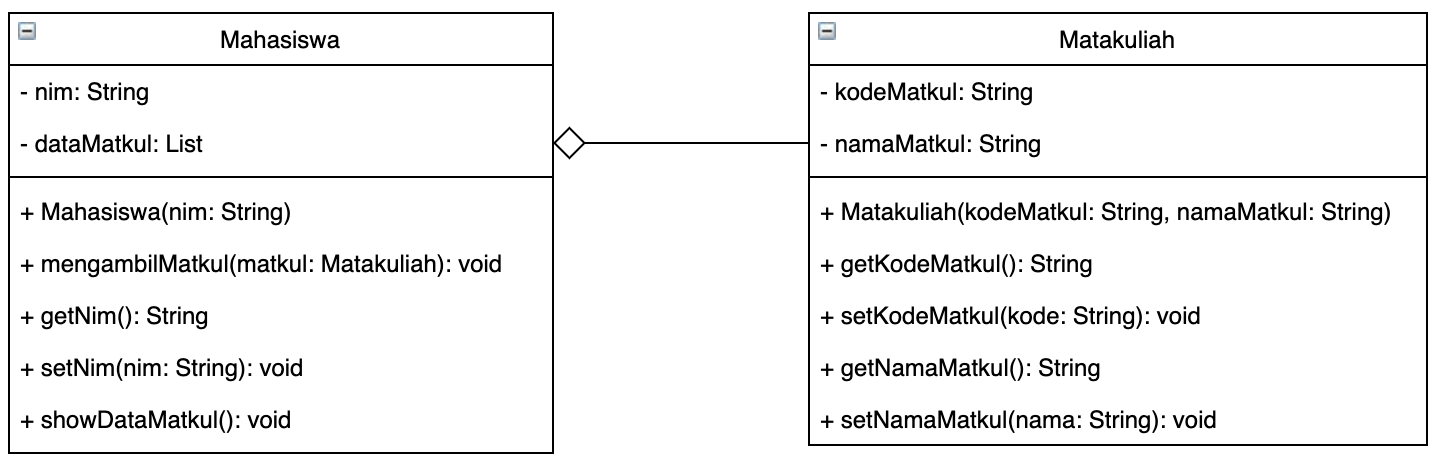 Mahasiswa
- nim: String
- dataMatkul: List
+ Mahasiswa(nim: String)
+ mengambilMatkul(matkul: Matakuliah): void
+ getNim(): String
+ setNim(nim: String): void
+ showDataMatkul(): void
Matakuliah
- kodeMatkul: String
- namaMatkul: String
+ Matakuliah(kodeMatkul: String, namaMatkul: String)
+ getKodeMatkul(): String
+ setKodeMatkul(kode: String): void
+ getNamaMatkul(): String
+ setNamaMatkul(nama: String): void